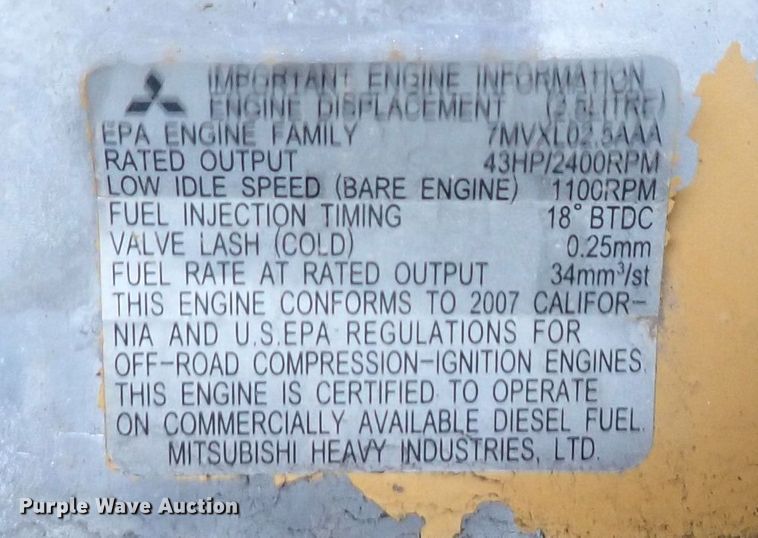 IMPORTANT ENGINE INFORMATION
ENGINE DISPLACEMENT (2.5LITRE)
EPA ENGINE FAMILY 7MVXL02.5AAA
RATED OUTPUT 43HP/2400RPM
LOW IDLE SPEED (BARE ENGINE) 1100RPM
FUEL INJECTION TIMING 18° BTDC
VALVE LASH (COLD) 0.25mm
FUEL RATE AT RATED OUTPUT 34mm³/st
THIS ENGINE CONFORMS TO 2007 CALIFOR-
NIA AND U.S.EPA REGULATIONS FOR
OFF-ROAD COMPRESSION-IGNITION ENGINES.
THIS ENGINE IS CERTIFIED TO OPERATE
ON COMMERCIALLY AVAILABLE DIESEL FUEL.
MITSUBISHI HEAVY INDUSTRIES, LTD.
Purple Wave Auction